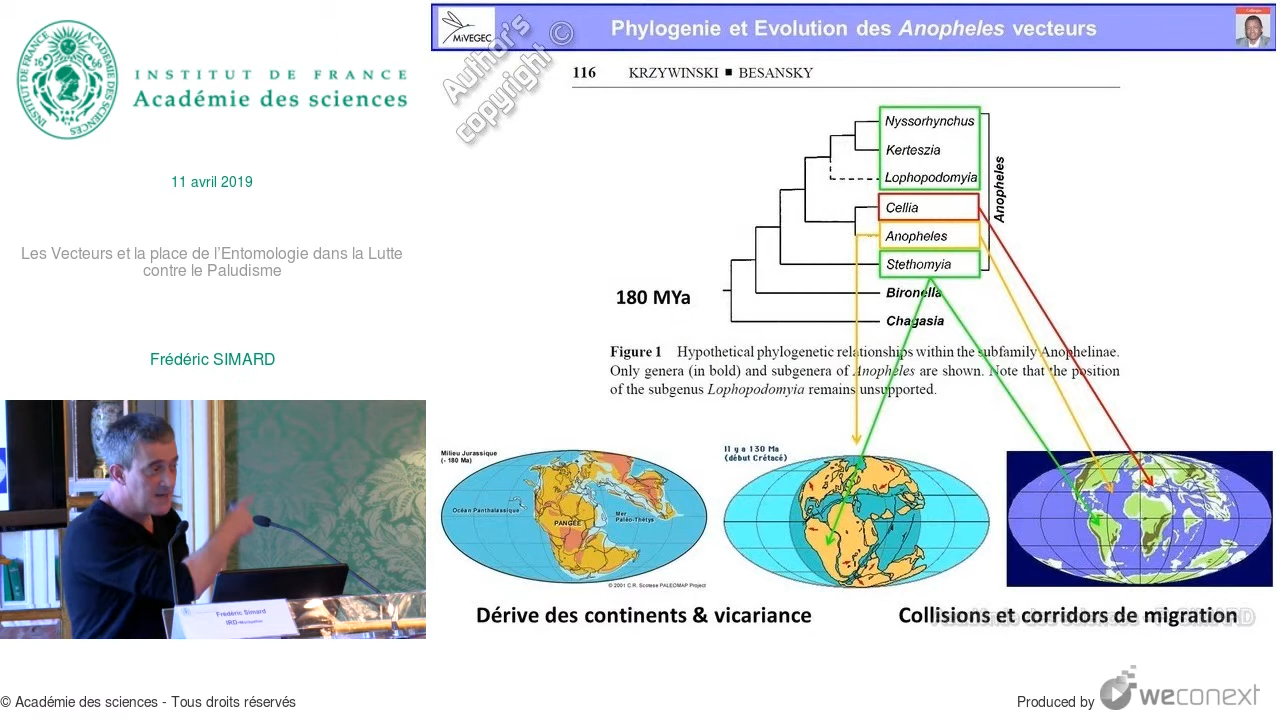 INSTITUT DE FRANCE
Académie des sciences
11 avril 2019
Les Vecteurs et la place de l'Entomologie dans la Lutte
contre le Paludisme
Frédéric SIMARD
Frédéric Simard
IRD
© Académie des sciences - Tous droits réservés
MIVEGEC
Phylogenie et Evolution des Anopheles vecteurs
Author's
copyright ©
116 KRZYWINSKI ■ BESANSKY
Nyssorhynchus
Kerteszia
Lophopodomyia
Cellia
Anopheles
Stethomyia
Bironella
Chagasia
Anopheles
180 MYa
Figure 1 Hypothetical phylogenetic relationships within the subfamily Anophelinae.
Only genera (in bold) and subgenera of Anopheles are shown. Note that the position
of the subgenus Lophopodomyia remains unsupported.
Milieu Jurassique
(- 180 Ma)
Océan Panthalassique
PANGÉE
Mer
Paléo-Téthys
© 2001 C.R. Scotese PALEOMAP Project
Il y a 130 Ma
(début Crétacé)
Dérive des continents & vicariance
Collisions et corridors de migration
Produced by weconext